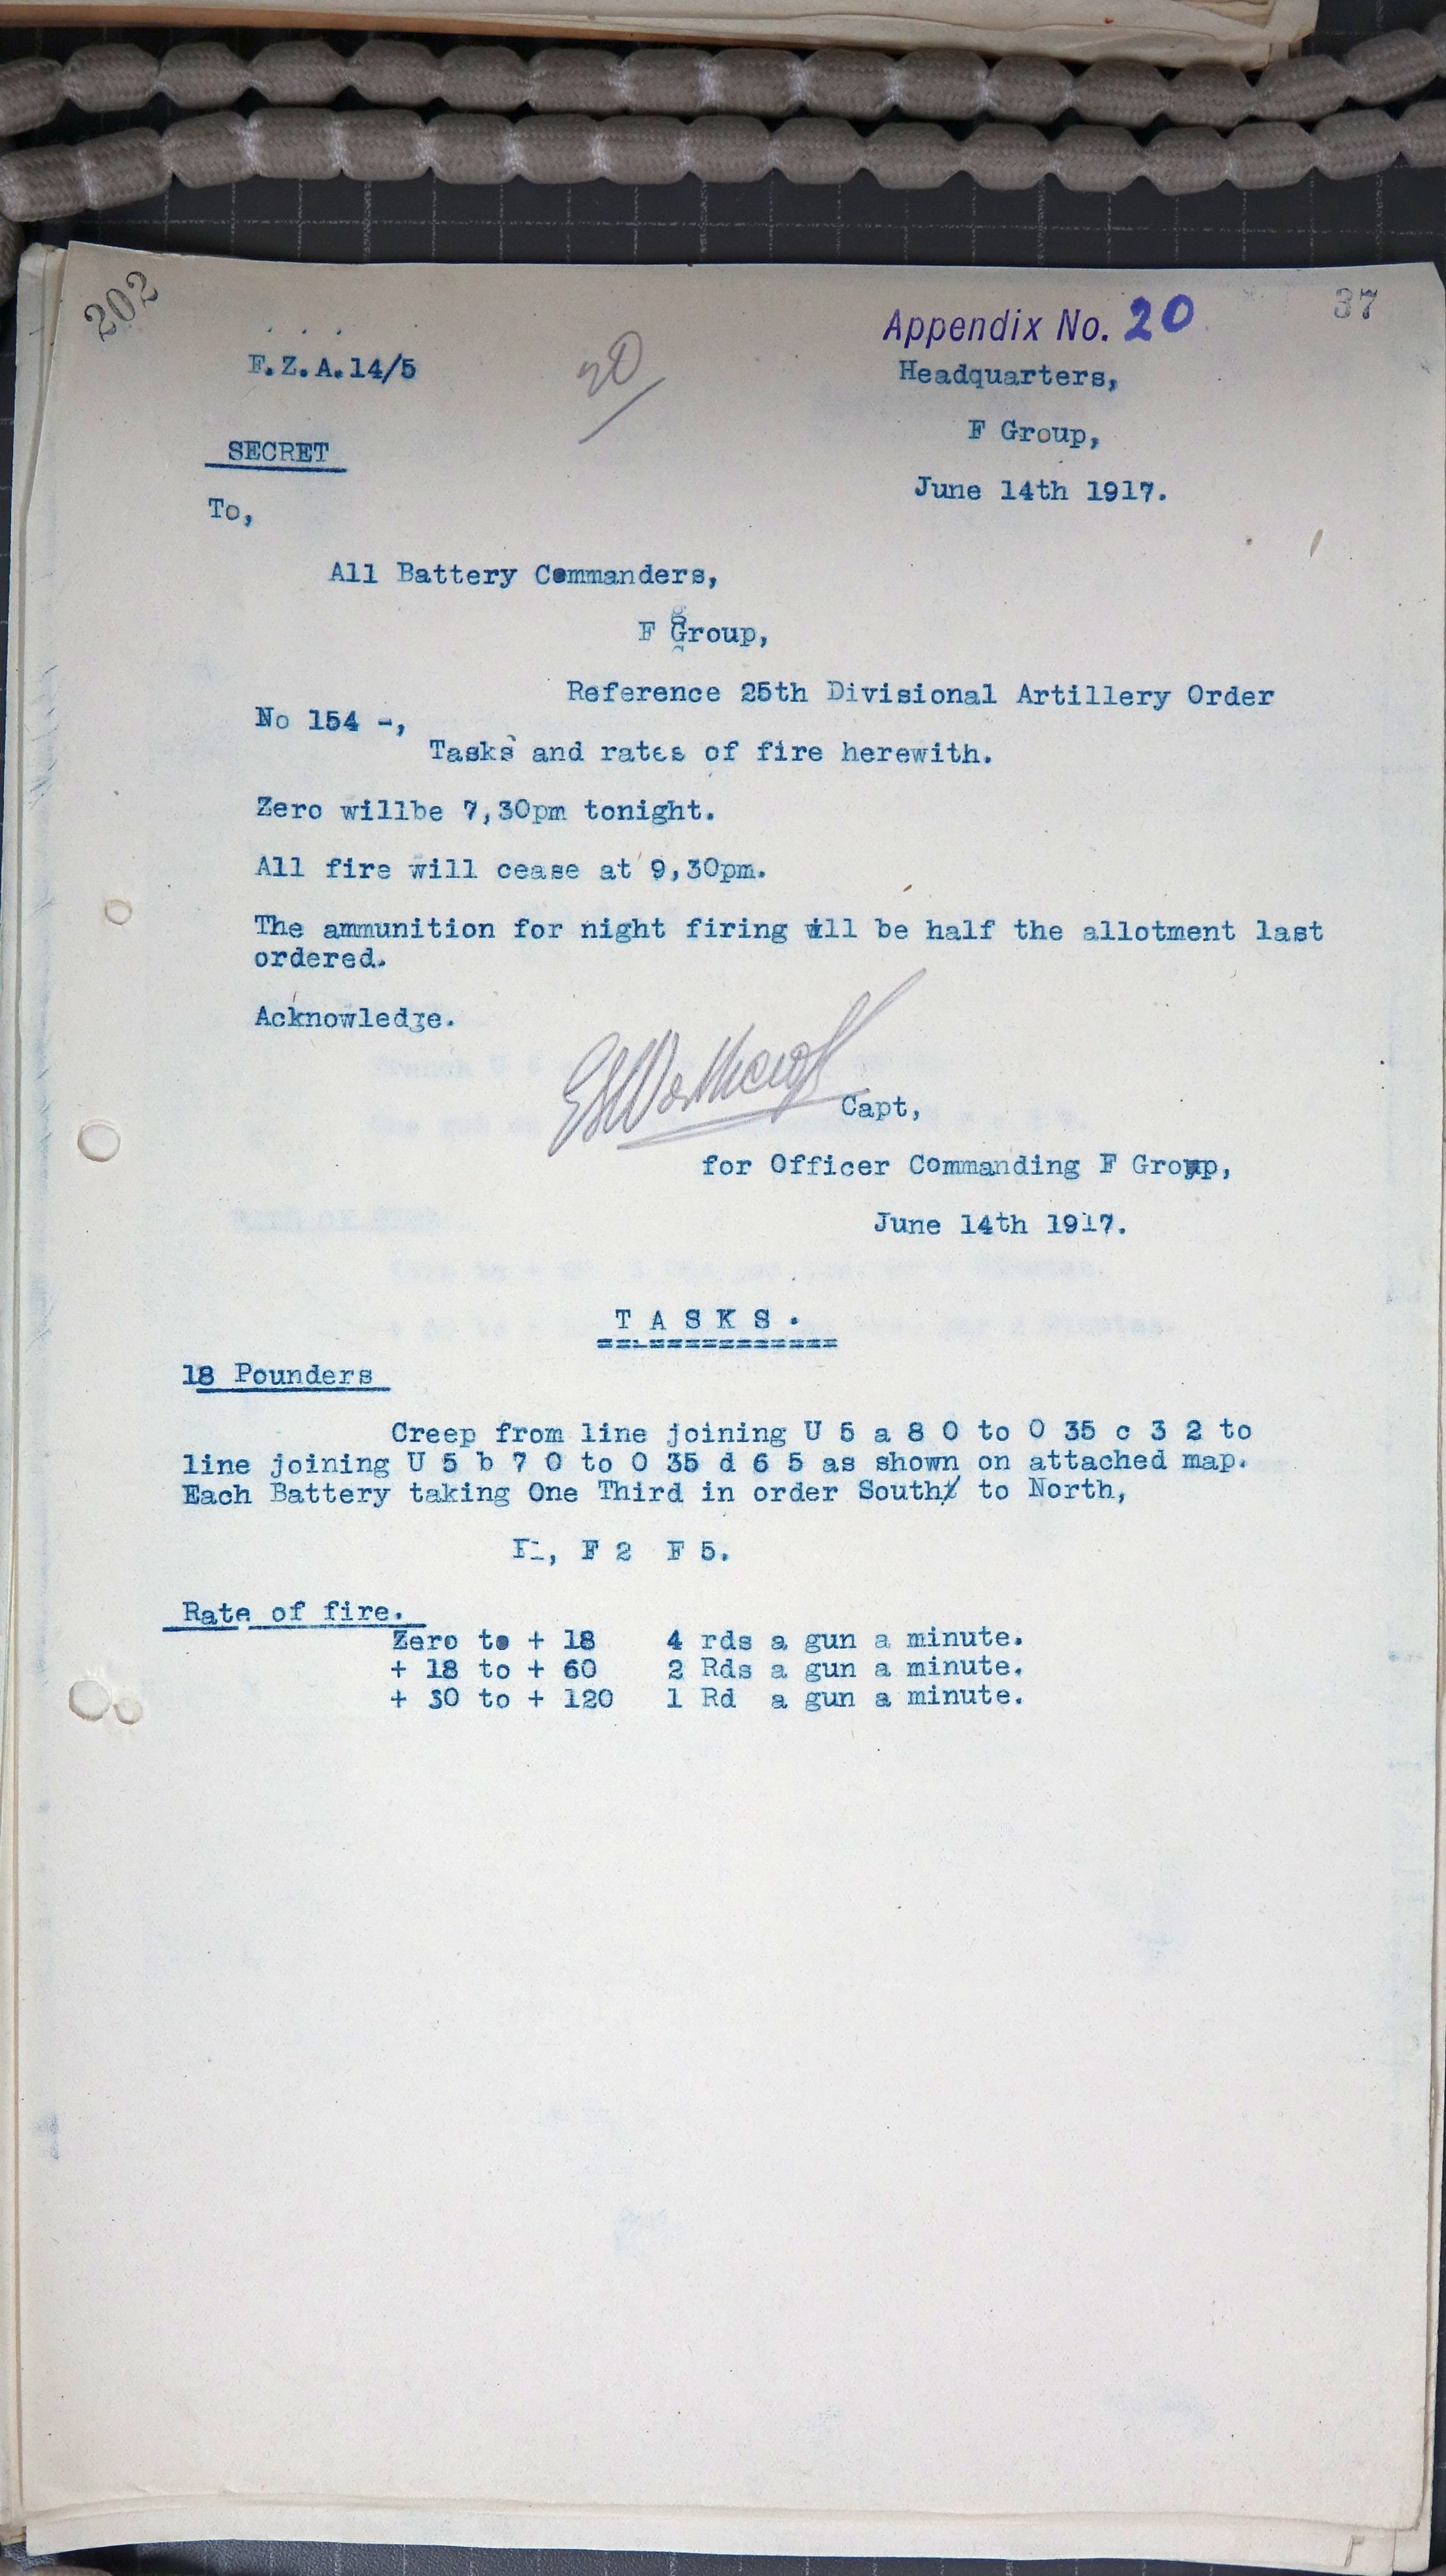 202
37
Appendix No. 20
F.Z.A.14/5
20
Headquarters,
F Group,
SECRET
June 14th 1917.
To,
All Battery Commanders,
F Group,
Reference 25th Divisional Artillery Order
No 154 -,
Tasks and rates of fire herewith.
Zero willbe 7,30pm tonight.
All fire will cease at 9,30pm.
The ammunition for night firing will be half the allotment last
ordered.
Acknowledge.
Capt,
for Officer Commanding F Group,
June 14th 1917.
T A S K S .
18 Pounders
Creep from line joining U 5 a 8 0 to O 35 c 3 2 to
line joining U 5 b 7 0 to O 35 d 6 5 as shown on attached map.
Each Battery taking One Third in order South to North,
F 2 F 5.
Rate of fire.
Zero to + 18 4 rds a gun a minute.
+ 18 to + 60 2 Rds a gun a minute.
+ 30 to + 120 1 Rd a gun a minute.